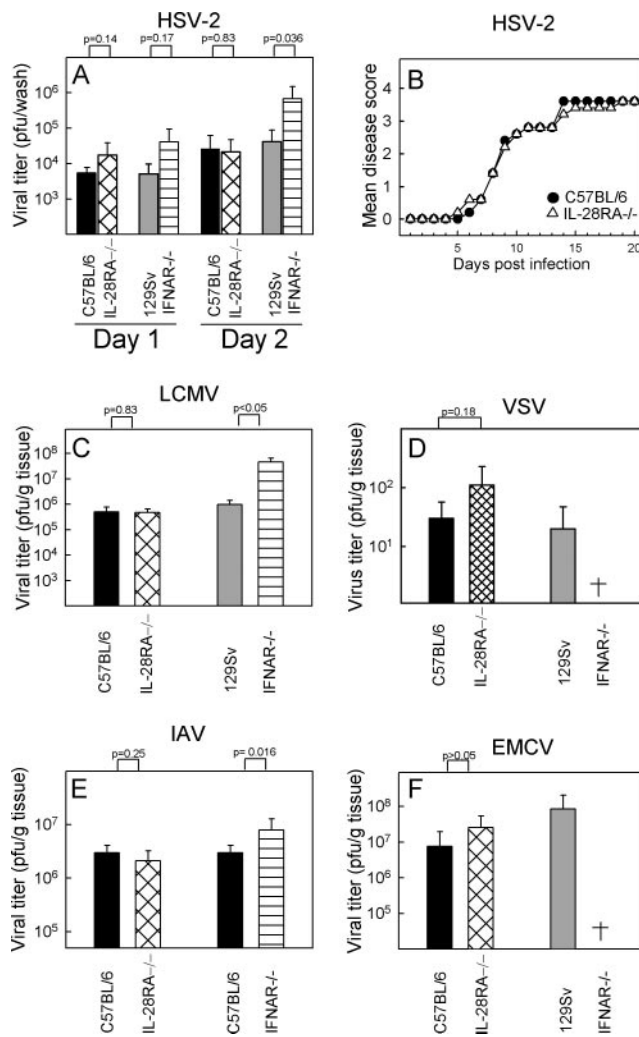 HSV-2
p=0.14 p=0.17 p=0.83 p=0.036
A
Viral titer (pfu/wash)
10⁶
10⁵
10⁴
10³
C57BL/6
IL-28RA−/−
129Sv
IFNAR-/-
C57BL/6
IL-28RA−/−
129Sv
IFNAR-/-
Day 1 Day 2
HSV-2
B
Mean disease score
4
3
2
1
0
C57BL/6
IL-28RA-/-
0 5 10 15 20
Days post infection
LCMV
p=0.83 p<0.05
C
Viral titer (pfu/g tissue)
10⁸
10⁷
10⁶
10⁵
10⁴
10³
C57BL/6
IL-28RA−/−
129Sv
IFNAR-/-
VSV
p=0.18
D
Virus titer (pfu/g tissue)
10²
10¹
†
C57BL/6
IL-28RA−/−
129Sv
IFNAR-/-
IAV
p=0.25 p= 0.016
E
Viral titer (pfu/g tissue)
10⁷
10⁶
10⁵
C57BL/6
IL-28RA−/−
C57BL/6
IFNAR-/-
EMCV
p>0.05
F
Viral titer (pfu/g tissue)
10⁸
10⁷
10⁶
10⁵
†
C57BL/6
IL-28RA−/−
129Sv
IFNAR-/-